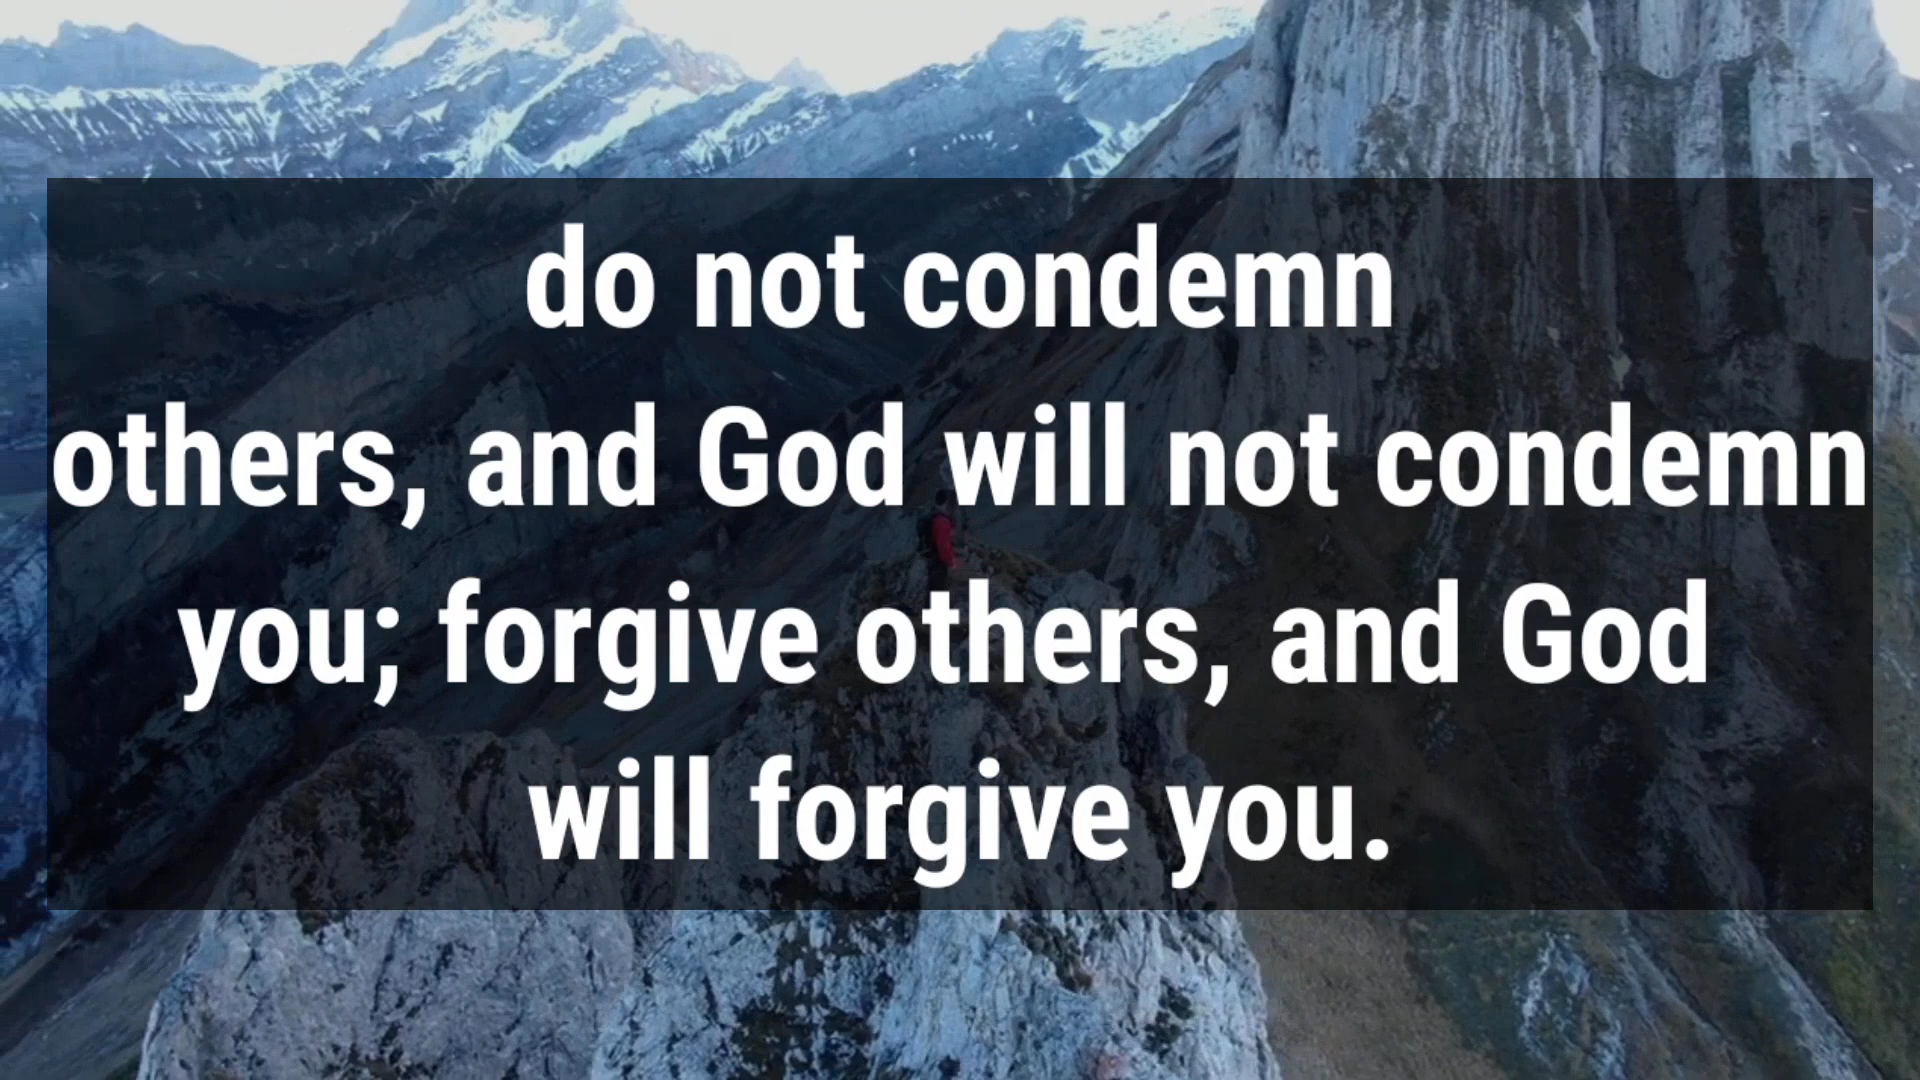 do not condemn
others, and God will not condemn
you; forgive others, and God
will forgive you.